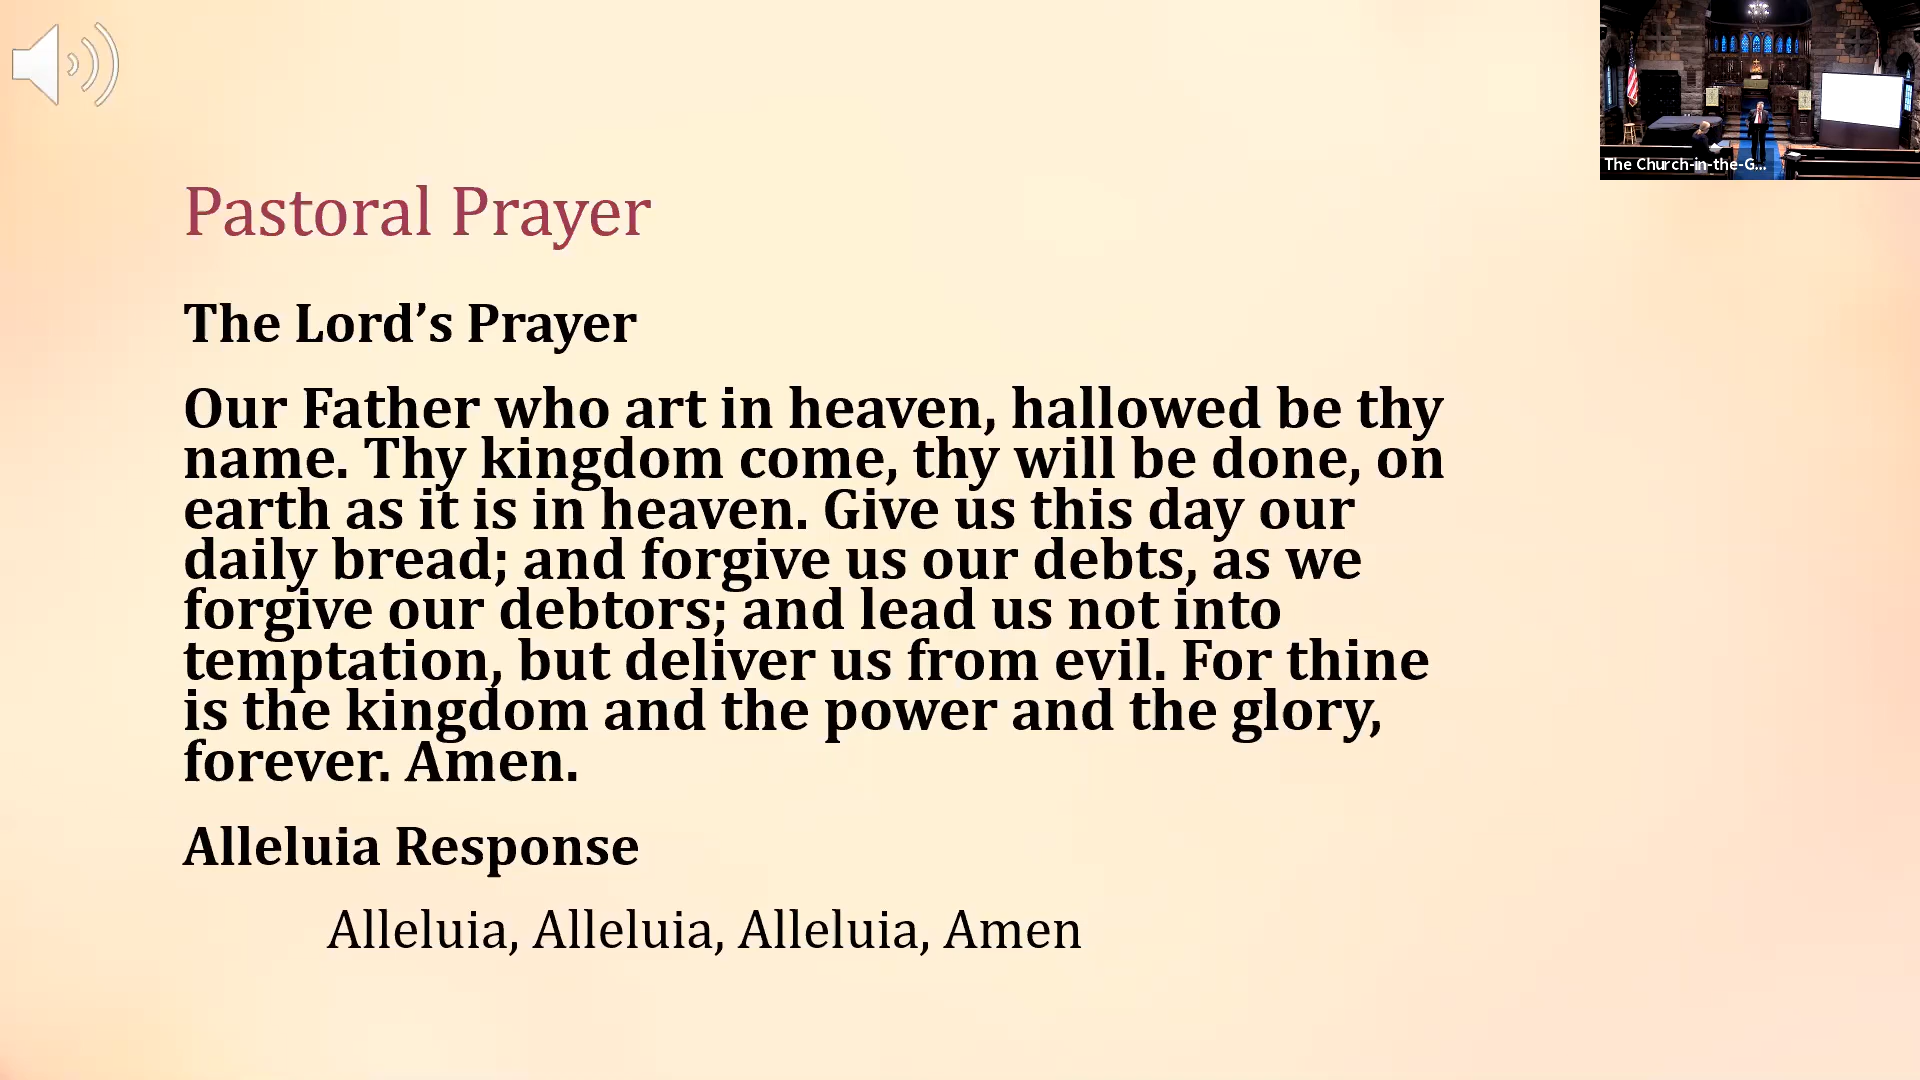 The Church-in-the-G...
Pastoral Prayer
The Lord’s Prayer
Our Father who art in heaven, hallowed be thy
name. Thy kingdom come, thy will be done, on
earth as it is in heaven. Give us this day our
daily bread; and forgive us our debts, as we
forgive our debtors; and lead us not into
temptation, but deliver us from evil. For thine
is the kingdom and the power and the glory,
forever. Amen.
Alleluia Response
Alleluia, Alleluia, Alleluia, Amen